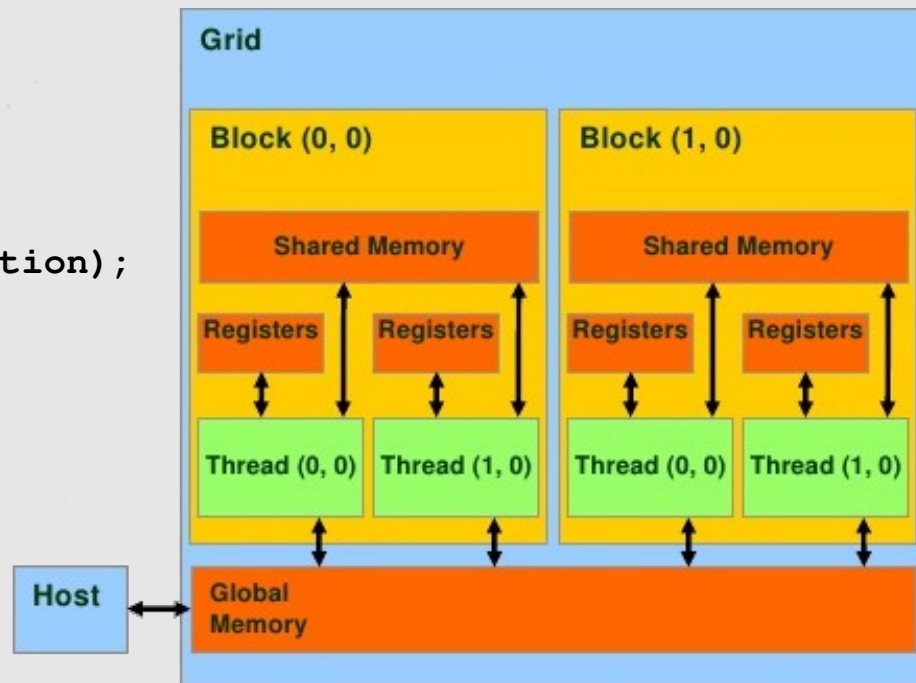 Grid
Block (0, 0)
Block (1, 0)
Shared Memory
Shared Memory
tion);
Registers
Registers
Registers
Registers
Thread (0, 0)
Thread (1, 0)
Thread (0, 0)
Thread (1, 0)
Host
Global
Memory